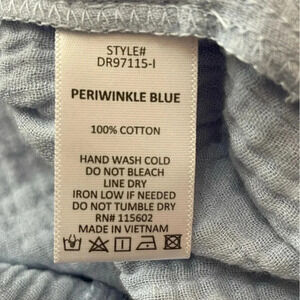 STYLE#
DR97115-I
PERIWINKLE BLUE
100% COTTON
HAND WASH COLD
DO NOT BLEACH
LINE DRY
IRON LOW IF NEEDED
DO NOT TUMBLE DRY
RN# 115602
MADE IN VIETNAM